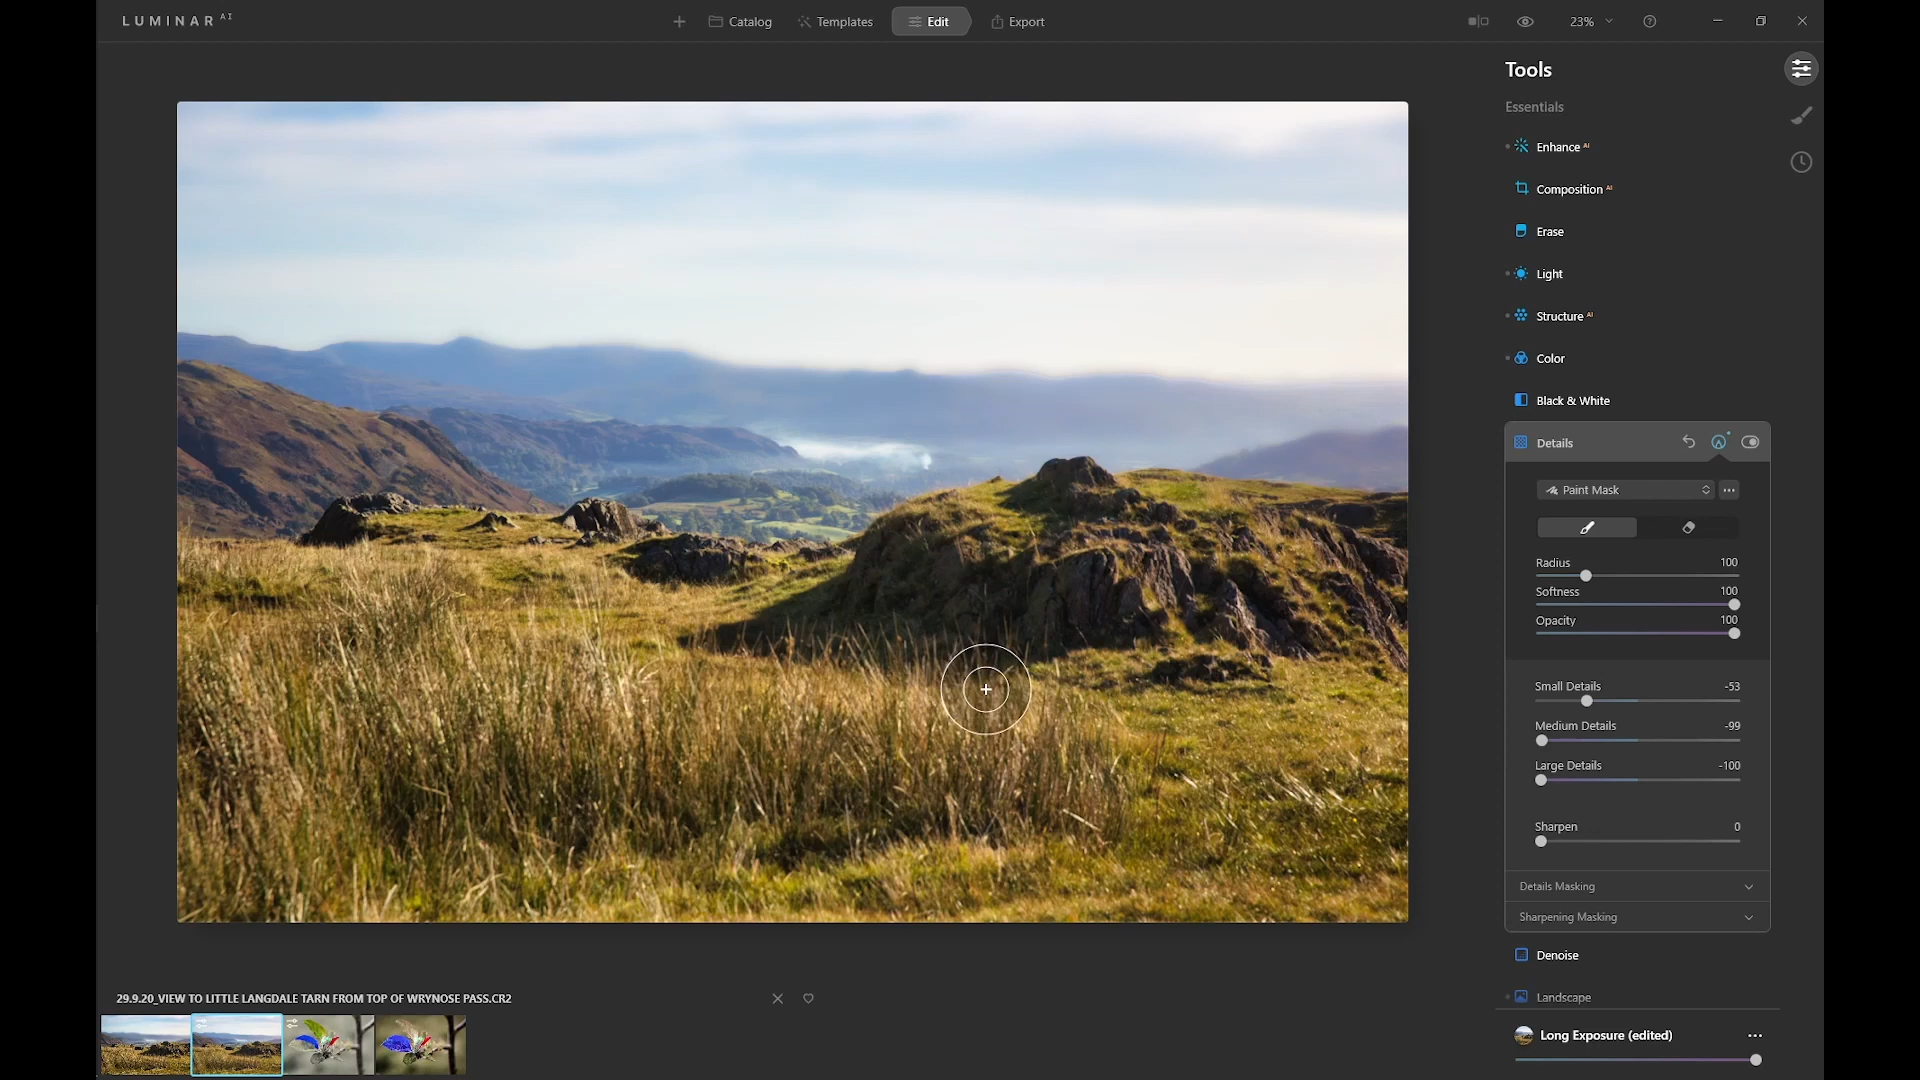 LUMINAR AI
Catalog
Templates
Edit
Export
23%
Tools
Essentials
Enhance AI
Composition AI
Erase
Light
Structure AI
Color
Black & White
Details
Paint Mask
Radius 100
Softness 100
Opacity 100
Small Details -53
Medium Details -99
Large Details -100
Sharpen 0
Details Masking
Sharpening Masking
Denoise
Landscape
29.9.20_VIEW TO LITTLE LANGDALE TARN FROM TOP OF WRYNOSE PASS.CR2
Long Exposure (edited)